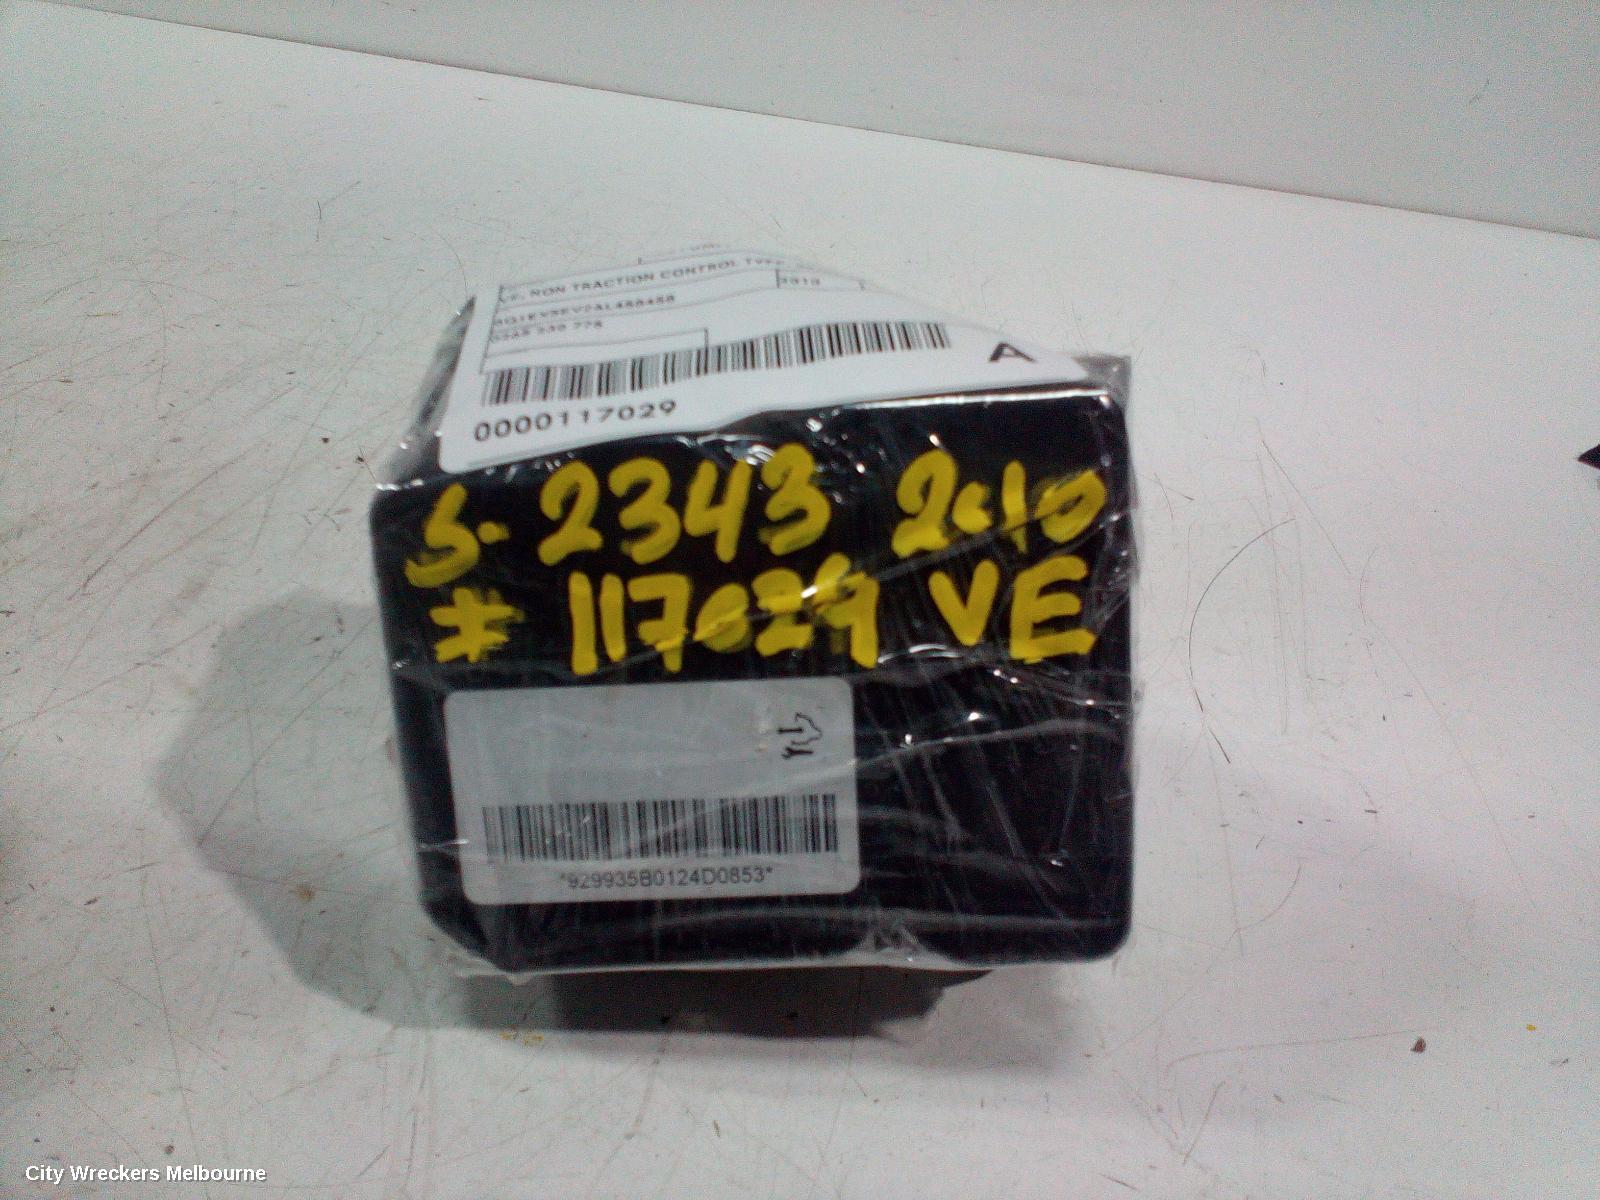 VE, NON TRACTION CONTROL TYPE
2010
0000117029
A
S. 2343 2010
* 117029 VE
*929935B0124D0853*
City Wreckers Melbourne